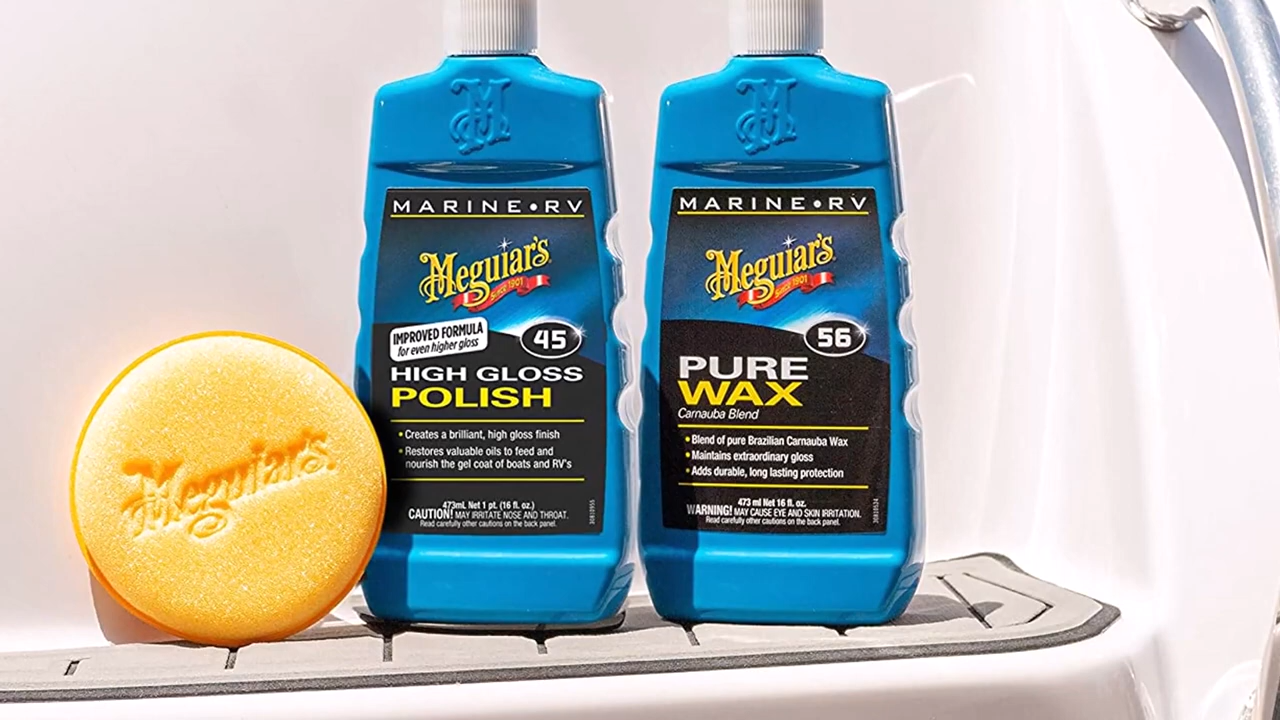 M
MARINE•RV
Meguiar's
Since 1901
IMPROVED FORMULA
for even higher gloss
45
HIGH GLOSS
POLISH
• Creates a brilliant, high gloss finish
• Restores valuable oils to feed and
nourish the gel coat of boats and RV's
473mL Net 1 pt. (16 fl. oz.)
CAUTION! MAY IRRITATE NOSE AND THROAT.
Read carefully other cautions on the back panel.
M
MARINE•RV
Meguiar's
Since 1901
56
PURE
WAX
Carnauba Blend
• Blend of pure Brazilian Carnauba Wax
• Maintains extraordinary gloss
• Adds durable, long lasting protection
473 ml Net 16 fl. oz.
WARNING! MAY CAUSE EYE AND SKIN IRRITATION.
Read carefully other cautions on the back panel.
Meguiar's